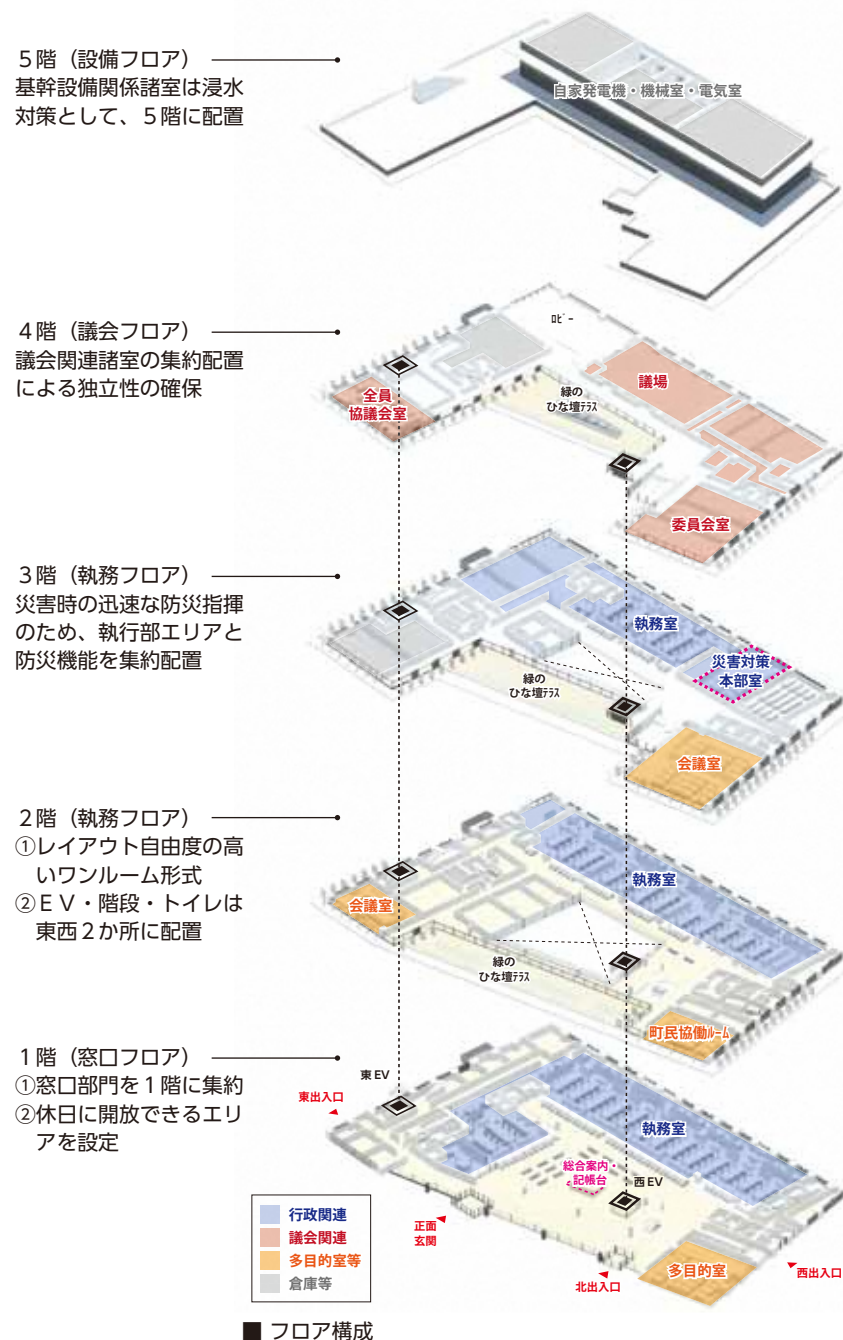 5階（設備フロア）
基幹設備関係諸室は浸水
対策として、5階に配置
自家発電機・機械室・電気室
4階（議会フロア）
議会関連諸室の集約配置
による独立性の確保
ﾛﾋﾞｰ
議場
全員
協議会室
緑の
ひな壇ﾃﾗｽ
委員会室
3階（執務フロア）
災害時の迅速な防災指揮
のため、執行部エリアと
防災機能を集約配置
執務室
災害対策
本部室
緑の
ひな壇ﾃﾗｽ
会議室
2階（執務フロア）
①レイアウト自由度の高
いワンルーム形式
②ＥＶ・階段・トイレは
東西2か所に配置
執務室
会議室
緑の
ひな壇ﾃﾗｽ
町民協働ﾙｰﾑ
1階（窓口フロア）
①窓口部門を1階に集約
②休日に開放できるエリ
アを設定
東EV
東出入口
執務室
総合案内・
記帳台
西EV
正面
玄関
北出入口
多目的室
西出入口
行政関連
議会関連
多目的室等
倉庫等
■ フロア構成